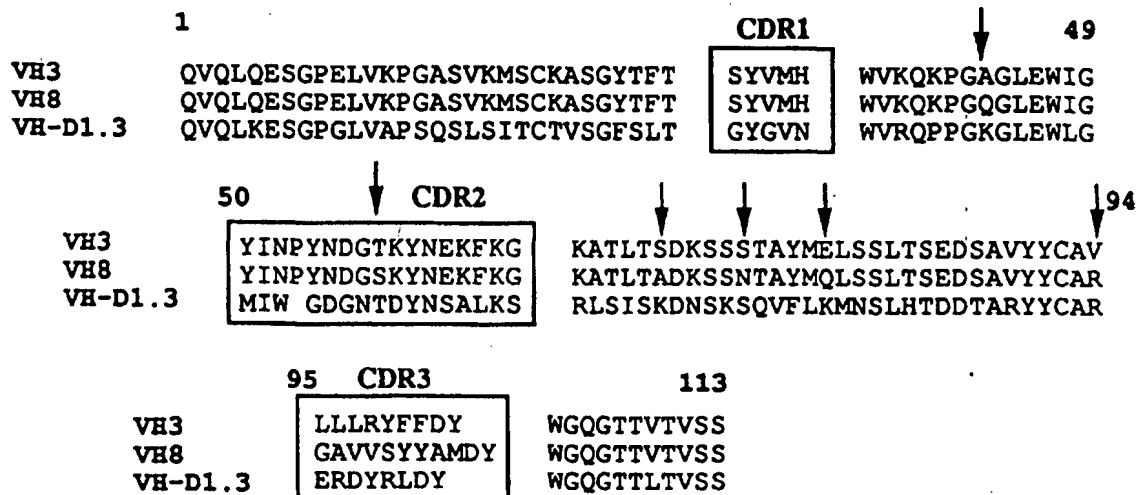 1 CDR1 49
VH3 QVQLQESGPELVKPGASVKMSCKASGYTFT SYVMH WVKQKPGAGLEWIG
VH8 QVQLQESGPELVKPGASVKMSCKASGYTFT SYVMH WVKQKPGQGLEWIG
VH-D1.3 QVQLKESGPGLVAPSQSLSITCTVSGFSLT GYGVN WVRQPPGKGLEWLG
50 CDR2 94
VH3 YINPYNDGTKYNEKFKG KATLTSDKSSSTAYMELSSLTSEDSAVYYCAV
VH8 YINPYNDGSKYNEKFKG KATLTADKSSNTAYMQLSSLTSEDSAVYYCAR
VH-D1.3 MIW GDGNTDYNSALKS RLSISKDNSKSQVFLKMNSLHTDDTARYYCAR
95 CDR3 113
VH3 LLLRYFFDY WGQGTTVTVSS
VH8 GAVVSYYAMDY WGQGTTVTVSS
VH-D1.3 ERDYRLDY WGQGTTLTVSS